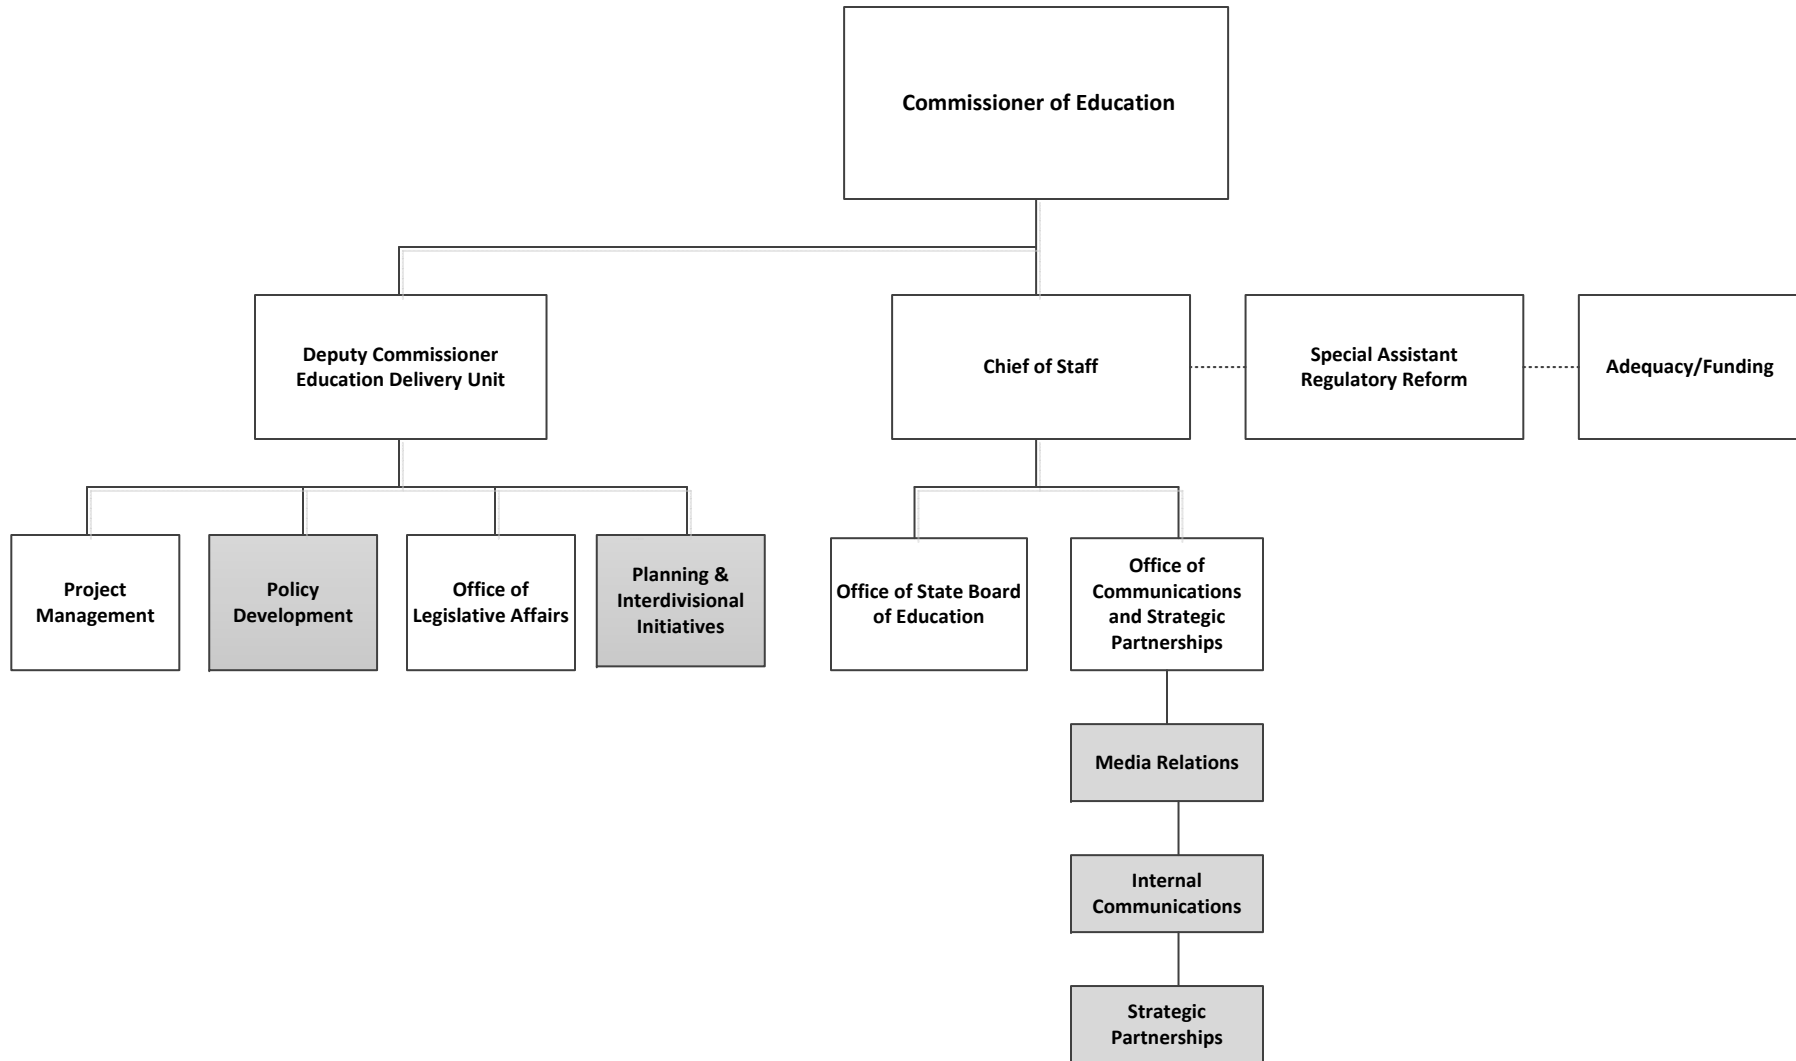 Commissioner of Education
Deputy Commissioner
Education Delivery Unit
Chief of Staff
Special Assistant
Regulatory Reform
Adequacy/Funding
Project
Management
Policy
Development
Office of
Legislative Affairs
Planning &
Interdivisional
Initiatives
Office of State Board
of Education
Office of
Communications
and Strategic
Partnerships
Media Relations
Internal
Communications
Strategic
Partnerships